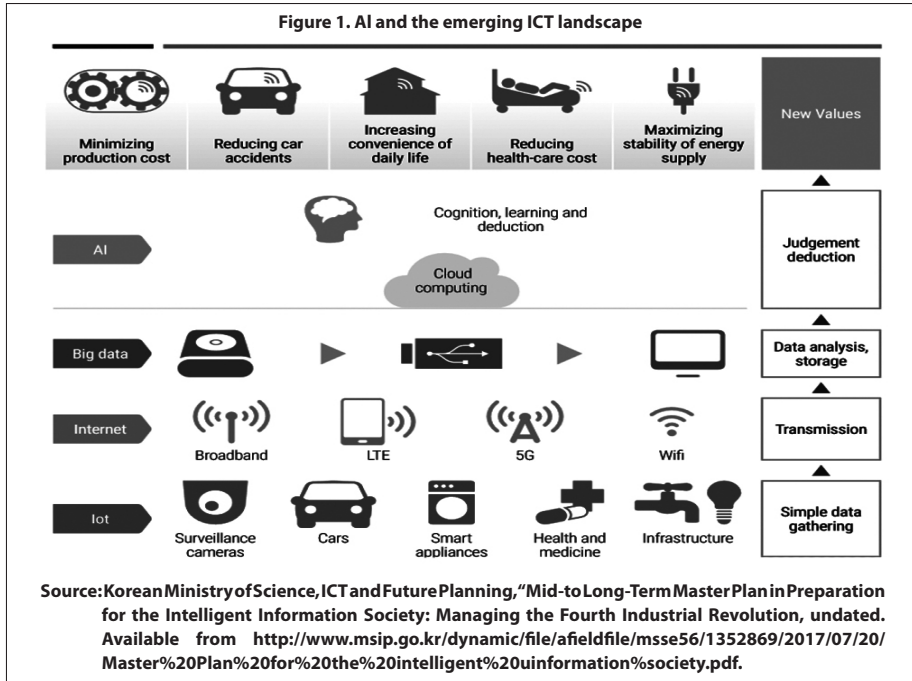 Figure 1. AI and the emerging ICT landscape
Minimizing
production cost
Reducing car
accidents
Increasing
convenience of
daily life
Reducing
health-care cost
Maximizing
stability of energy
supply
New Values
AI
Cognition, learning and
deduction
Cloud
computing
Judgement
deduction
Big data
Data analysis,
storage
Internet
Broadband
LTE
5G
Wifi
Transmission
Iot
Surveillance
cameras
Cars
Smart
appliances
Health and
medicine
Infrastructure
Simple data
gathering
Source: Korean Ministry of Science, ICT and Future Planning, “Mid-to Long-Term Master Plan in Preparation
for the Intelligent Information Society: Managing the Fourth Industrial Revolution, undated.
Available from http://www.msip.go.kr/dynamic/file/afieldfile/msse56/1352869/2017/07/20/
Master%20Plan%20for%20the%20intelligent%20uinformation%society.pdf.